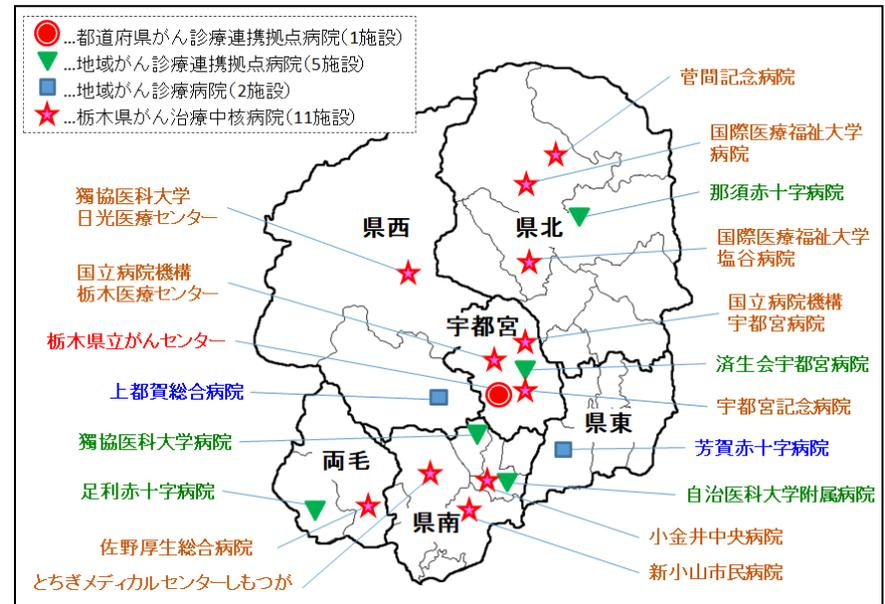 …都道府県がん診療連携拠点病院(1施設)
…地域がん診療連携拠点病院(5施設)
…地域がん診療病院(2施設)
…栃木県がん治療中核病院(11施設)
菅間記念病院
国際医療福祉大学
病院
那須赤十字病院
獨協医科大学
日光医療センター
県西
県北
国際医療福祉大学
塩谷病院
国立病院機構
栃木医療センター
宇都宮
国立病院機構
宇都宮病院
栃木県立がんセンター
済生会宇都宮病院
上都賀総合病院
宇都宮記念病院
県東
獨協医科大学病院
芳賀赤十字病院
両毛
足利赤十字病院
自治医科大学附属病院
県南
佐野厚生総合病院
小金井中央病院
とちぎメディカルセンターしもつが
新小山市民病院